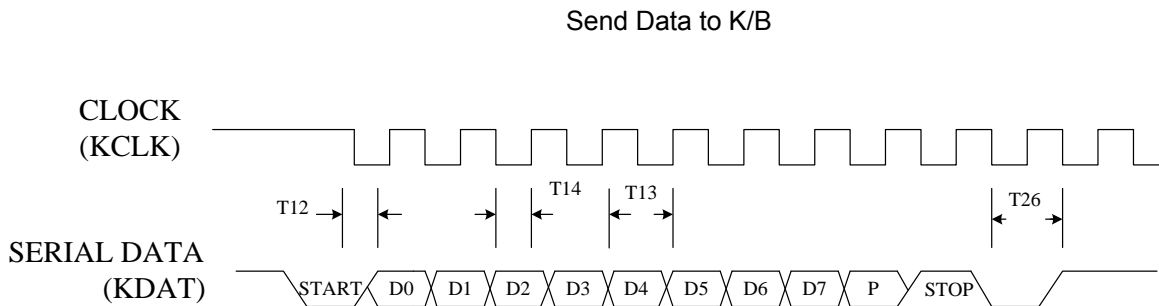 Send Data to K/B
CLOCK
(KCLK)
T12
T14
T13
T26
SERIAL DATA
(KDAT)
START
D0
D1
D2
D3
D4
D5
D6
D7
P
STOP